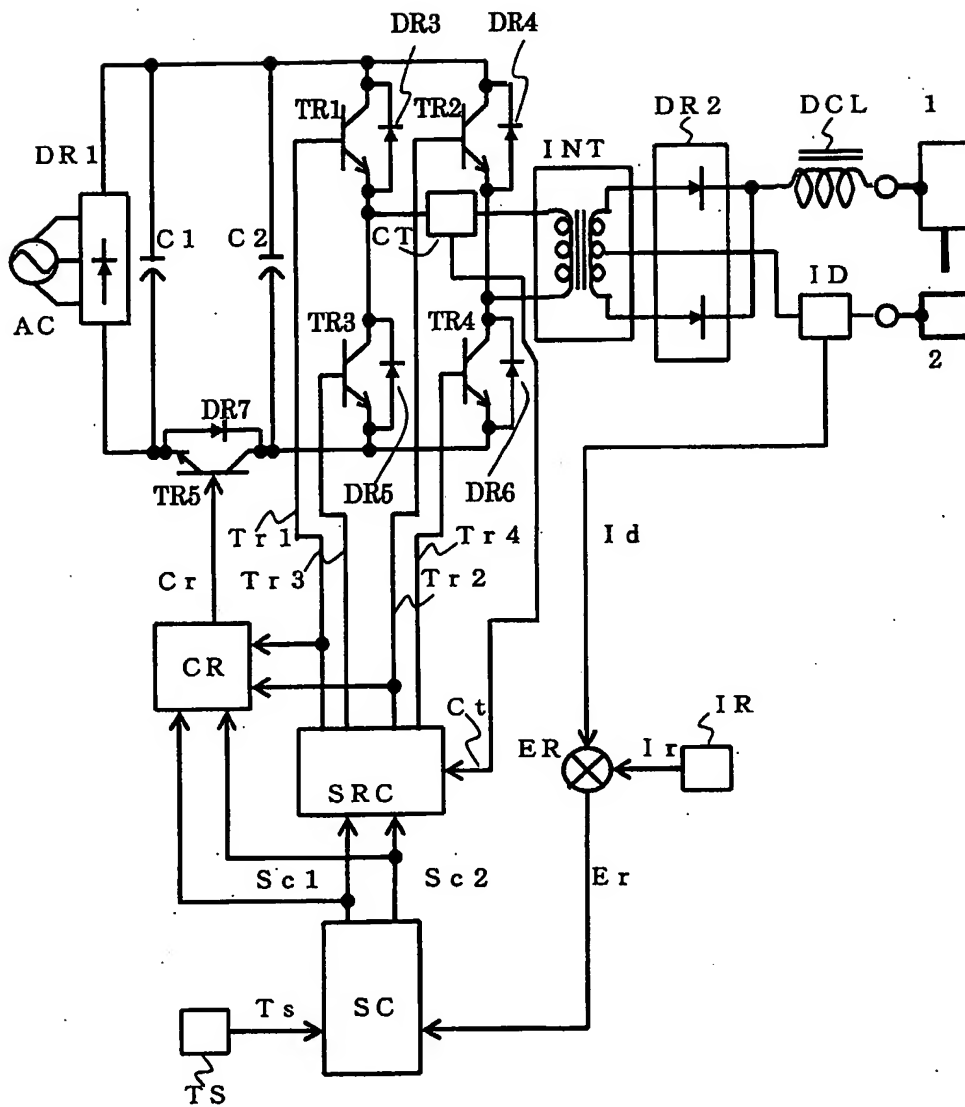 DR3
DR4
TR1
TR2
DR2
DCL
1
DR1
INT
C1
C2
CT
AC
ID
TR3
TR4
2
DR7
TR5
DR5
DR6
Tr1
Tr4
Id
Tr3
Tr2
Cr
CR
Ct
IR
ER
Ir
SRC
Sc1
Sc2
Er
Ts
SC
TS